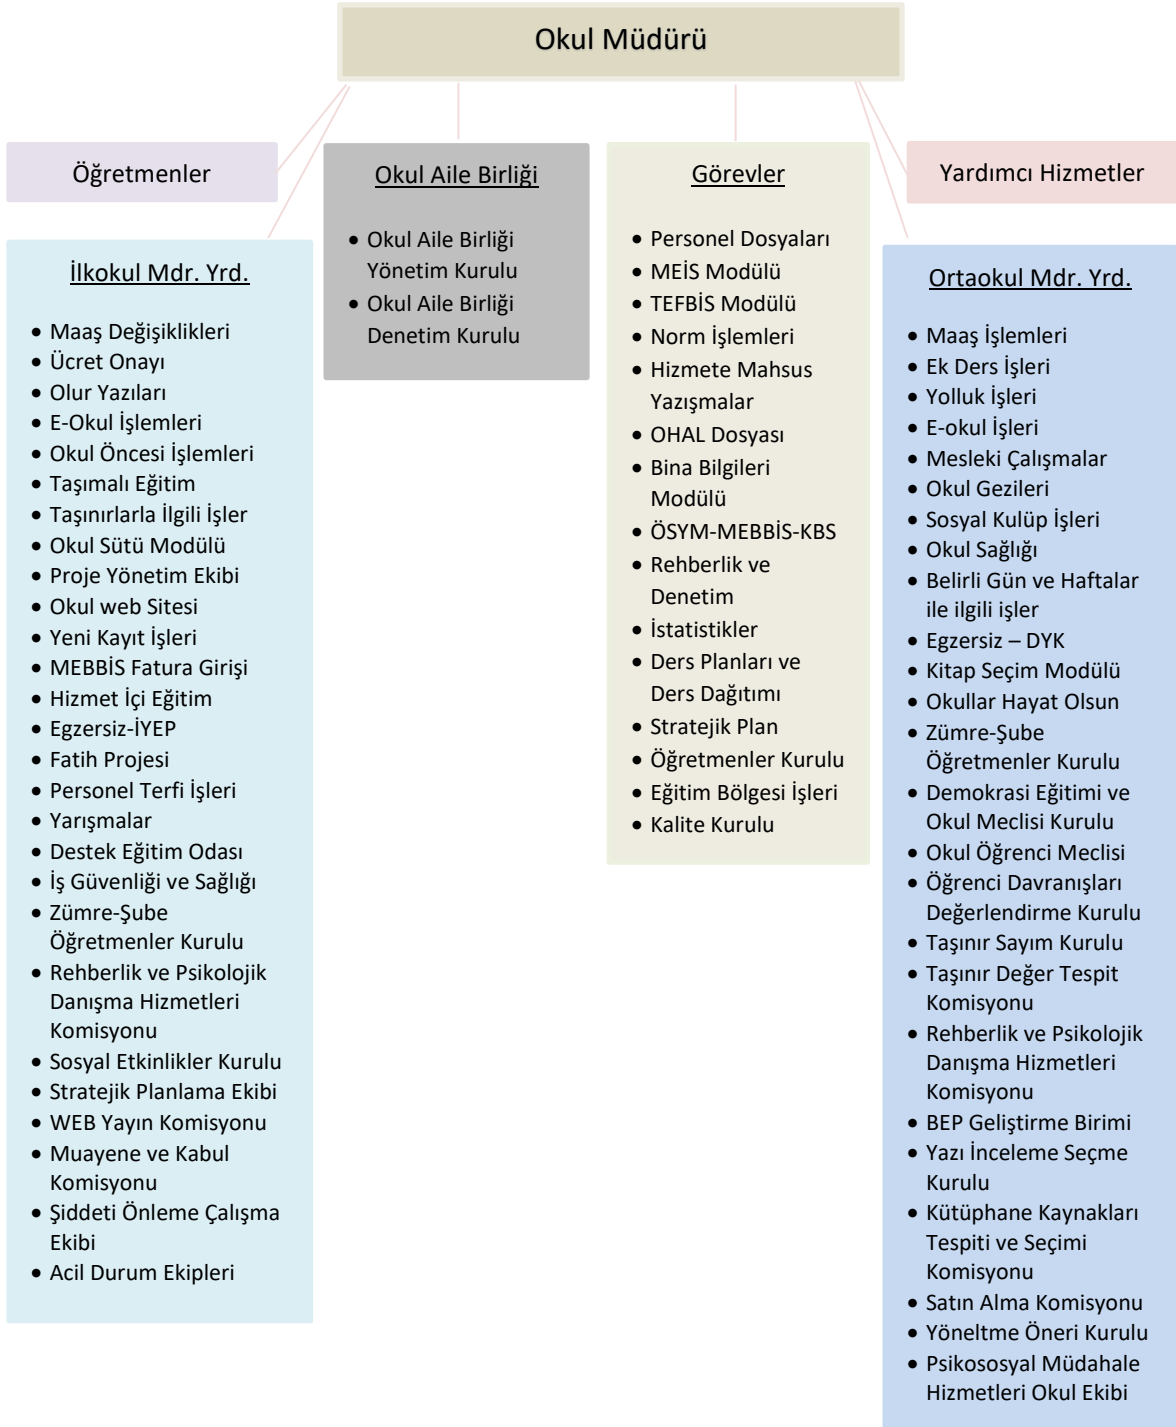 Okul Müdürü
Öğretmenler
Okul Aile Birliği
• Okul Aile Birliği
Yönetim Kurulu
• Okul Aile Birliği
Denetim Kurulu
Görevler
• Personel Dosyaları
• MEİS Modülü
• TEFBİS Modülü
• Norm İşlemleri
• Hizmete Mahsus
Yazışmalar
• OHAL Dosyası
• Bina Bilgileri
Modülü
• ÖSYM-MEBBİS-KBS
• Rehberlik ve
Denetim
• İstatistikler
• Ders Planları ve
Ders Dağıtımı
• Stratejik Plan
• Öğretmenler Kurulu
• Eğitim Bölgesi İşleri
• Kalite Kurulu
Yardımcı Hizmetler
İlkokul Mdr. Yrd.
• Maaş Değişiklikleri
• Ücret Onayı
• Olur Yazıları
• E-Okul İşlemleri
• Okul Öncesi İşlemleri
• Taşımalı Eğitim
• Taşınırlarla İlgili İşler
• Okul Sütü Modülü
• Proje Yönetim Ekibi
• Okul web Sitesi
• Yeni Kayıt İşleri
• MEBBİS Fatura Girişi
• Hizmet İçi Eğitim
• Egzersiz-İYEP
• Fatih Projesi
• Personel Terfi İşleri
• Yarışmalar
• Destek Eğitim Odası
• İş Güvenliği ve Sağlığı
• Zümre-Şube
Öğretmenler Kurulu
• Rehberlik ve Psikolojik
Danışma Hizmetleri
Komisyonu
• Sosyal Etkinlikler Kurulu
• Stratejik Planlama Ekibi
• WEB Yayın Komisyonu
• Muayene ve Kabul
Komisyonu
• Şiddeti Önleme Çalışma
Ekibi
• Acil Durum Ekipleri
Ortaokul Mdr. Yrd.
• Maaş İşlemleri
• Ek Ders İşleri
• Yolluk İşleri
• E-okul İşleri
• Mesleki Çalışmalar
• Okul Gezileri
• Sosyal Kulüp İşleri
• Okul Sağlığı
• Belirli Gün ve Haftalar
ile ilgili işler
• Egzersiz – DYK
• Kitap Seçim Modülü
• Okullar Hayat Olsun
• Zümre-Şube
Öğretmenler Kurulu
• Demokrasi Eğitimi ve
Okul Meclisi Kurulu
• Okul Öğrenci Meclisi
• Öğrenci Davranışları
Değerlendirme Kurulu
• Taşınır Sayım Kurulu
• Taşınır Değer Tespit
Komisyonu
• Rehberlik ve Psikolojik
Danışma Hizmetleri
Komisyonu
• BEP Geliştirme Birimi
• Yazı İnceleme Seçme
Kurulu
• Kütüphane Kaynakları
Tespiti ve Seçimi
Komisyonu
• Satın Alma Komisyonu
• Yöneltme Öneri Kurulu
• Psikososyal Müdahale
Hizmetleri Okul Ekibi